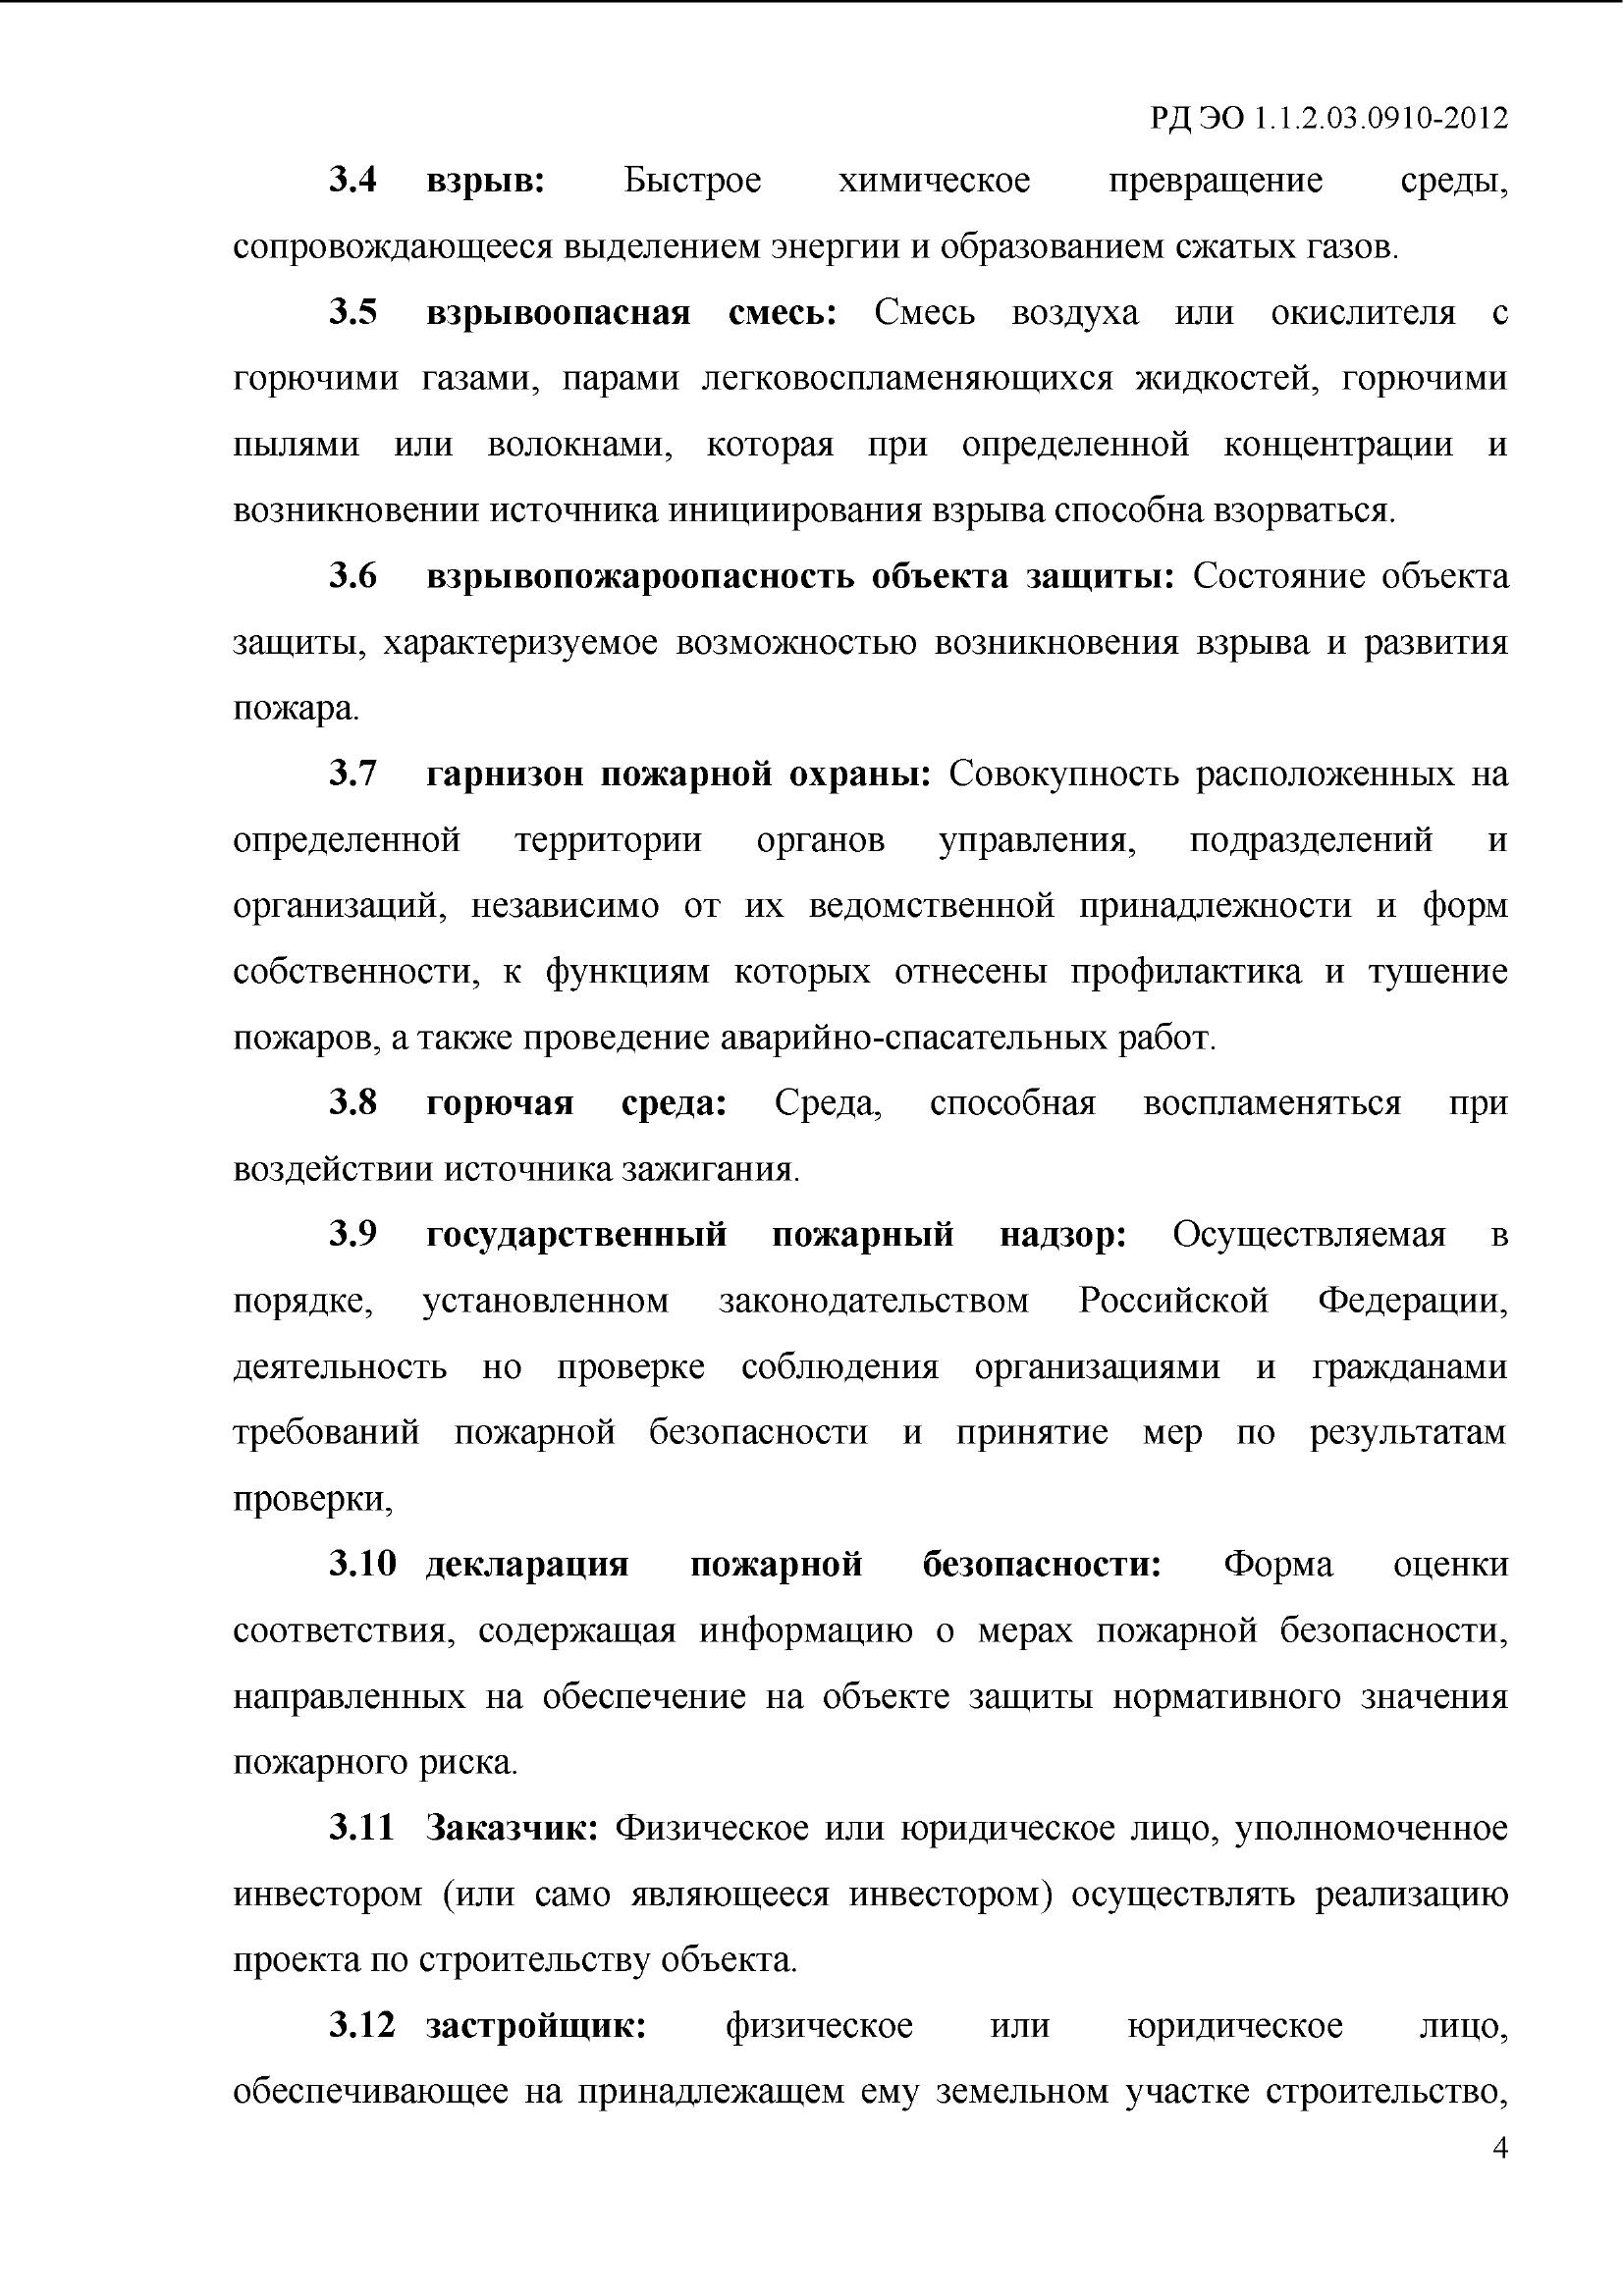 РД ЭО 1.1.2.03.0910-2012
3.4 взрыв: Быстрое химическое превращение среды,
сопровождающееся выделением энергии и образованием сжатых газов.
3.5 взрывоопасная смесь: Смесь воздуха или окислителя с
горючими газами, парами легковоспламеняющихся жидкостей, горючими
пылями или волокнами, которая при определенной концентрации и
возникновении источника инициирования взрыва способна взорваться.
3.6 взрывопожароопасность объекта защиты: Состояние объекта
защиты, характеризуемое возможностью возникновения взрыва и развития
пожара.
3.7 гарнизон пожарной охраны: Совокупность расположенных на
определенной территории органов управления, подразделений и
организаций, независимо от их ведомственной принадлежности и форм
собственности, к функциям которых отнесены профилактика и тушение
пожаров, а также проведение аварийно-спасательных работ.
3.8 горючая среда: Среда, способная воспламеняться при
воздействии источника зажигания.
3.9 государственный пожарный надзор: Осуществляемая в
порядке, установленном законодательством Российской Федерации,
деятельность но проверке соблюдения организациями и гражданами
требований пожарной безопасности и принятие мер по результатам
проверки,
3.10 декларация пожарной безопасности: Форма оценки
соответствия, содержащая информацию о мерах пожарной безопасности,
направленных на обеспечение на объекте защиты нормативного значения
пожарного риска.
3.11 Заказчик: Физическое или юридическое лицо, уполномоченное
инвестором (или само являющееся инвестором) осуществлять реализацию
проекта по строительству объекта.
3.12 застройщик: физическое или юридическое лицо,
обеспечивающее на принадлежащем ему земельном участке строительство,
4